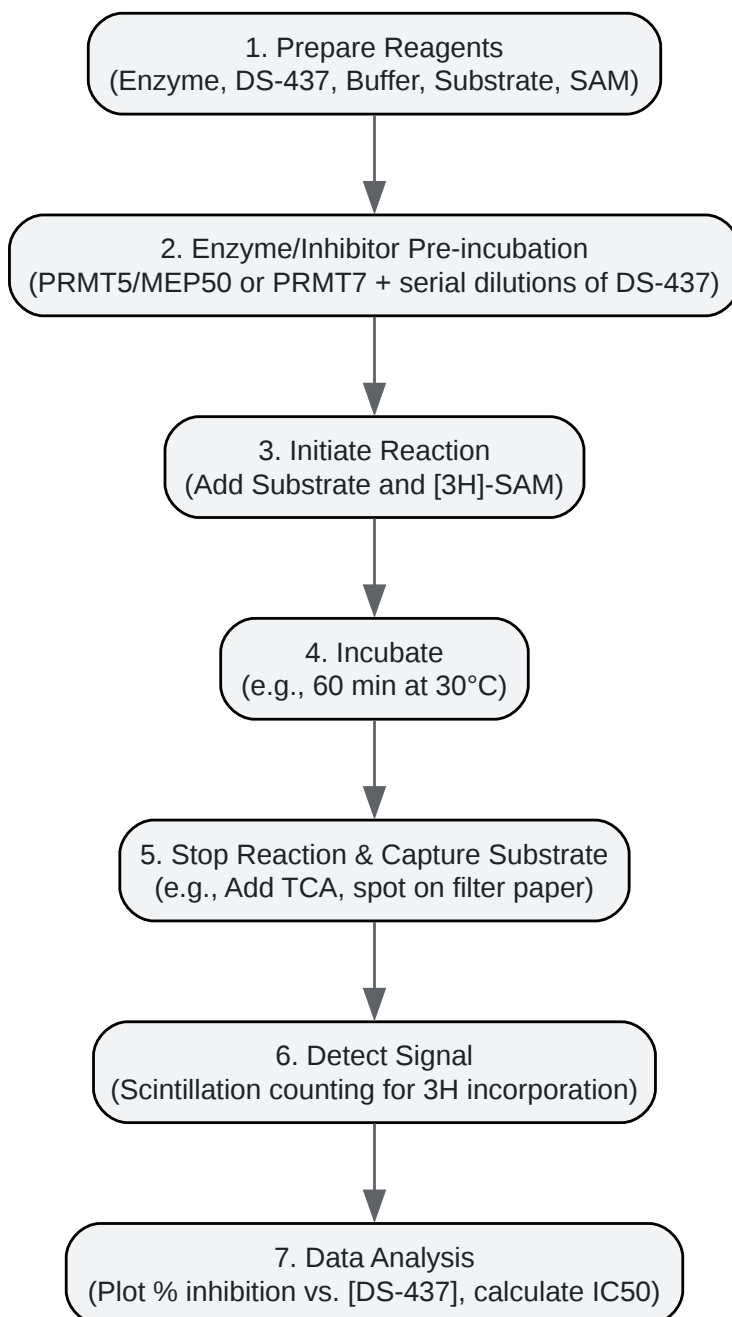 1. Prepare Reagents
(Enzyme, DS-437, Buffer, Substrate, SAM)
2. Enzyme/Inhibitor Pre-incubation
(PRMT5/MEP50 or PRMT7 + serial dilutions of DS-437)
3. Initiate Reaction
(Add Substrate and [3H]-SAM)
4. Incubate
(e.g., 60 min at 30°C)
5. Stop Reaction & Capture Substrate
(e.g., Add TCA, spot on filter paper)
6. Detect Signal
(Scintillation counting for 3H incorporation)
7. Data Analysis
(Plot % inhibition vs. [DS-437], calculate IC50)